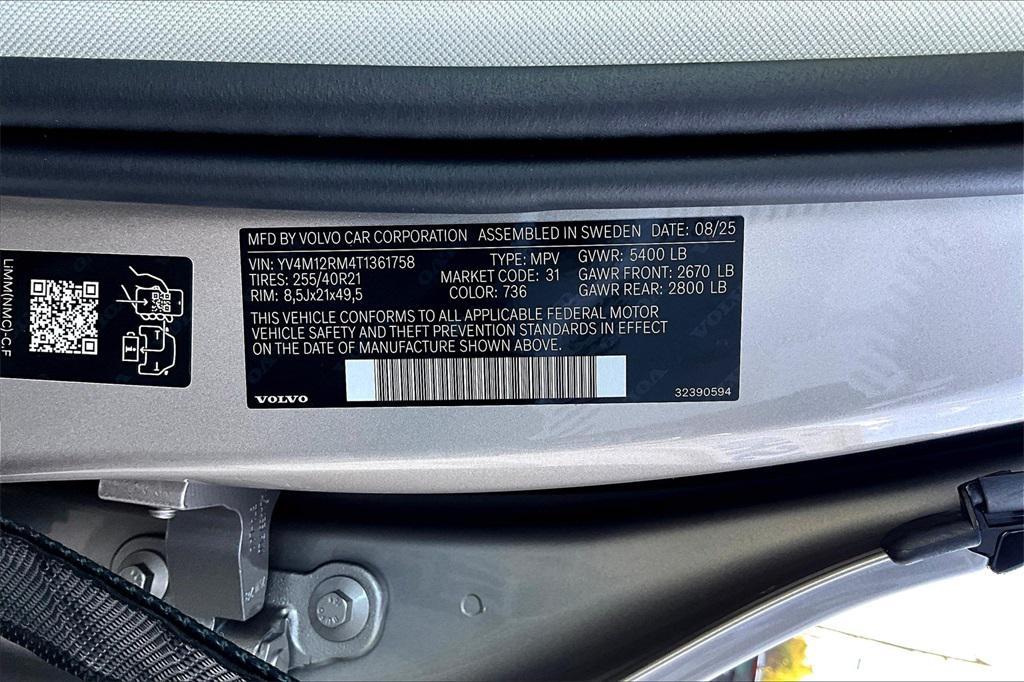 MFD BY VOLVO CAR CORPORATION ASSEMBLED IN SWEDEN DATE: 08/25
VIN: YV4M12RM4T1361758 TYPE: MPV GVWR: 5400 LB
TIRES: 255/40R21 MARKET CODE: 31 GAWR FRONT: 2670 LB
RIM: 8,5Jx21x49,5 COLOR: 736 GAWR REAR: 2800 LB
THIS VEHICLE CONFORMS TO ALL APPLICABLE FEDERAL MOTOR
VEHICLE SAFETY AND THEFT PREVENTION STANDARDS IN EFFECT
ON THE DATE OF MANUFACTURE SHOWN ABOVE.
VOLVO 32390594
LiMM(NMC)-C.F